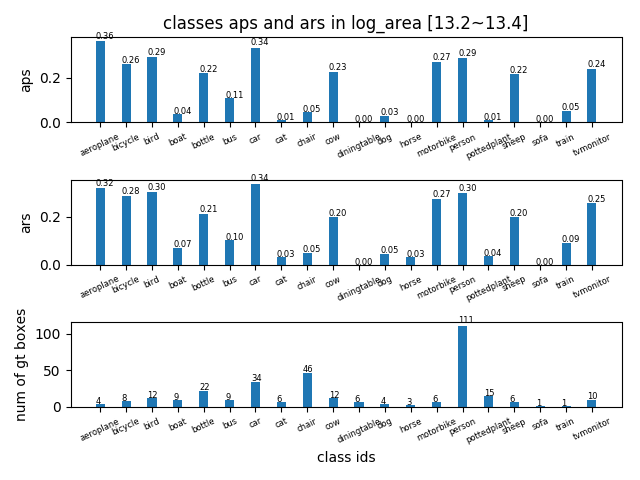 classes aps and ars in log_area [13.2~13.4]
aps
0.2
0.0
0.36 0.26 0.29 0.04 0.22 0.11 0.34 0.01 0.05 0.23 0.00 0.03 0.00 0.27 0.29 0.01 0.22 0.00 0.05 0.24
aeroplane bicycle bird boat bottle bus car cat chair cow diningtable dog horse motorbike person pottedplant sheep sofa train tvmonitor
ars
0.2
0.0
0.32 0.28 0.30 0.07 0.21 0.10 0.34 0.03 0.05 0.20 0.00 0.05 0.03 0.27 0.30 0.04 0.20 0.00 0.09 0.25
aeroplane bicycle bird boat bottle bus car cat chair cow diningtable dog horse motorbike person pottedplant sheep sofa train tvmonitor
num of gt boxes
100
50
0
4 8 12 9 22 9 34 6 46 12 6 4 3 6 111 15 6 1 1 10
aeroplane bicycle bird boat bottle bus car cat chair cow diningtable dog horse motorbike person pottedplant sheep sofa train tvmonitor
class ids